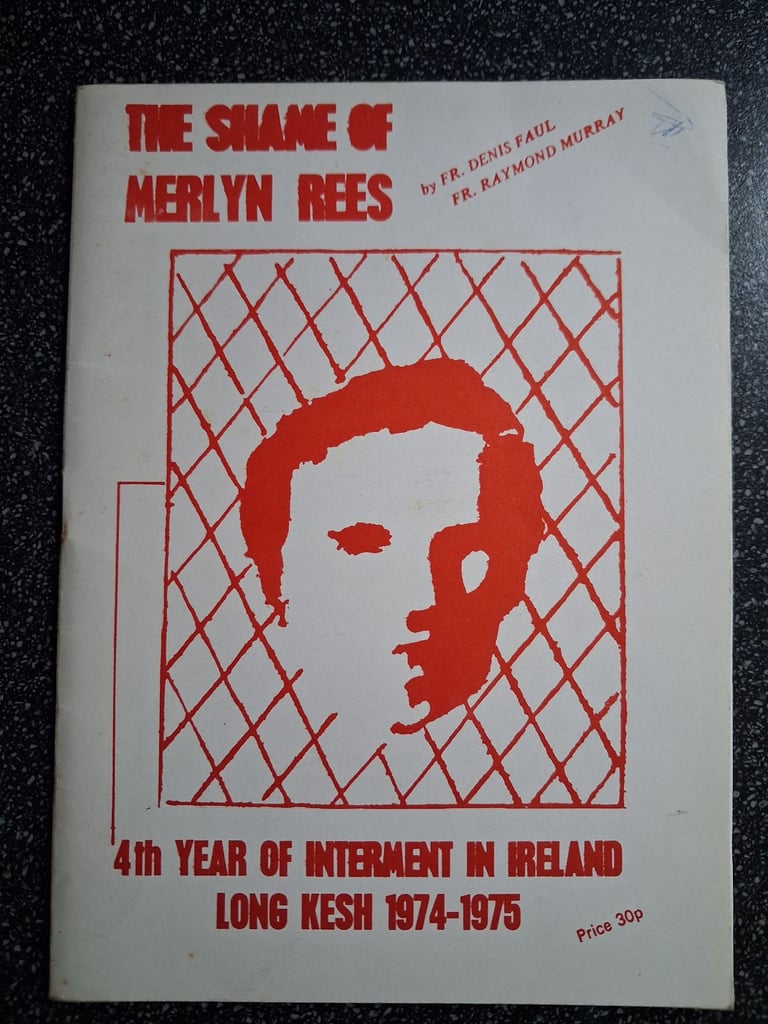 THE SHAME OF
MERLYN REES
by FR. DENIS FAUL
FR. RAYMOND MURRAY
4th YEAR OF INTERMENT IN IRELAND
LONG KESH 1974-1975
Price 30p